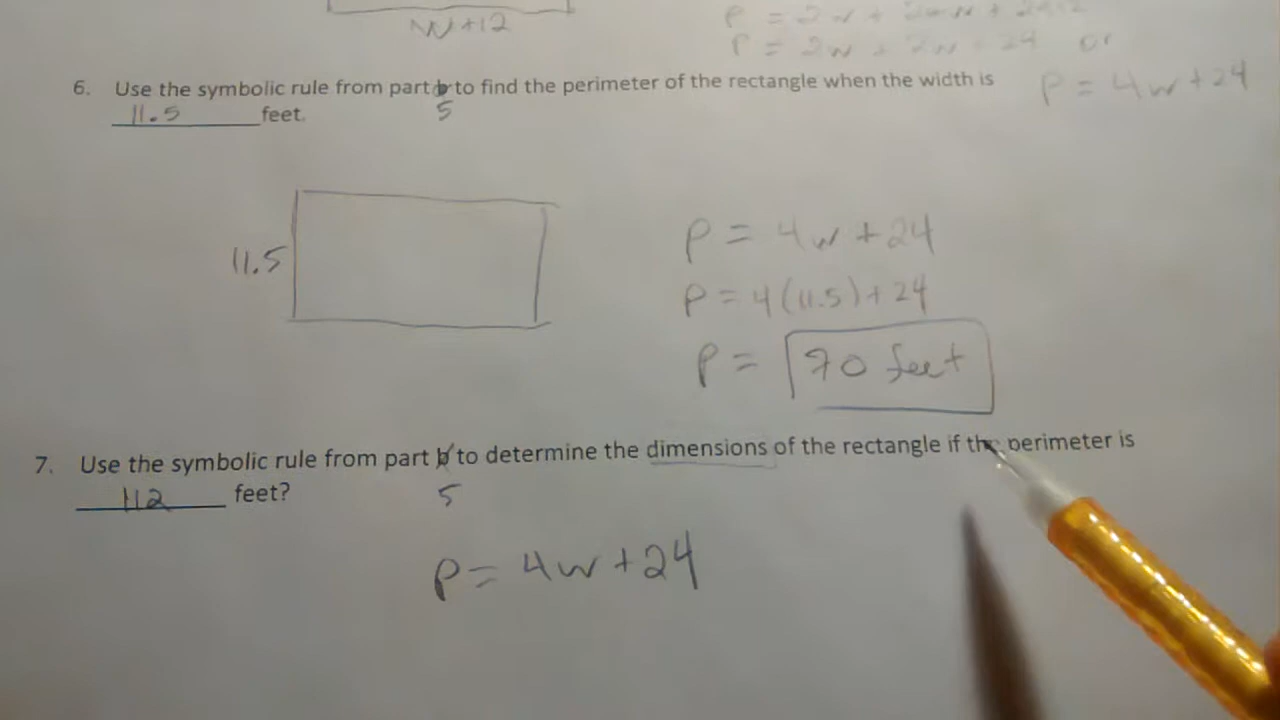 W+12
P = 2w + 2w + 24 or
P = 4w+24
6. Use the symbolic rule from part b to find the perimeter of the rectangle when the width is
5
11.5 feet.
11.5
P = 4w + 24
P = 4(11.5) + 24
P = 70 feet
7. Use the symbolic rule from part b to determine the dimensions of the rectangle if the perimeter is
112 feet?
5
P = 4w + 24